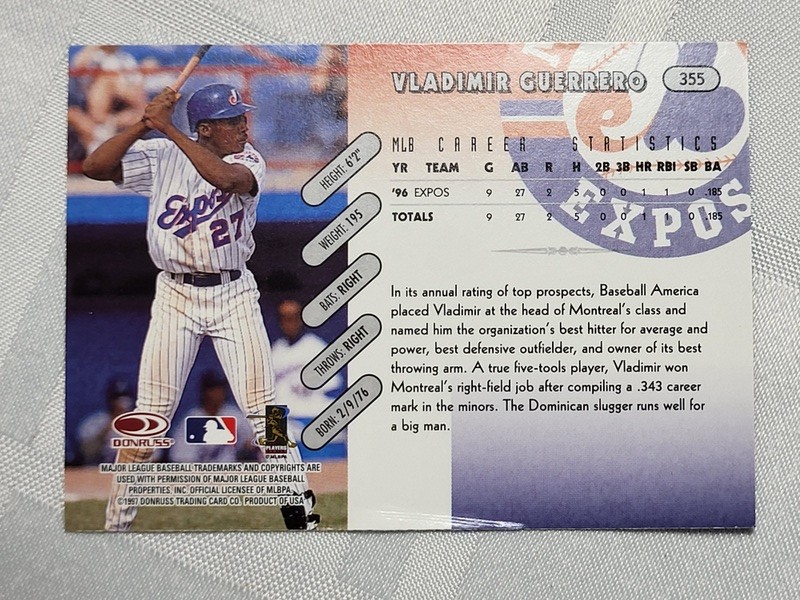 VLADIMIR GUERRERO 355
MLB CAREER STATISTICS
YR TEAM G AB R H 2B 3B HR RBI SB BA
'96 EXPOS 9 27 2 5 0 0 1 1 0 .185
TOTALS 9 27 2 5 0 0 1 1 0 .185
EXPOS
In its annual rating of top prospects, Baseball America
placed Vladimir at the head of Montreal's class and
named him the organization's best hitter for average and
power, best defensive outfielder, and owner of its best
throwing arm. A true five-tools player, Vladimir won
Montreal's right-field job after compiling a .343 career
mark in the minors. The Dominican slugger runs well for
a big man.
HEIGHT: 6'2"
WEIGHT: 195
BATS: RIGHT
THROWS: RIGHT
BORN: 2/9/76
Expos
27
DONRUSS
PLAYERS
MAJOR LEAGUE BASEBALL TRADEMARKS AND COPYRIGHTS ARE
USED WITH PERMISSION OF MAJOR LEAGUE BASEBALL
PROPERTIES, INC. OFFICIAL LICENSEE OF MLBPA
©1997 DONRUSS TRADING CARD CO. PRODUCT OF USA